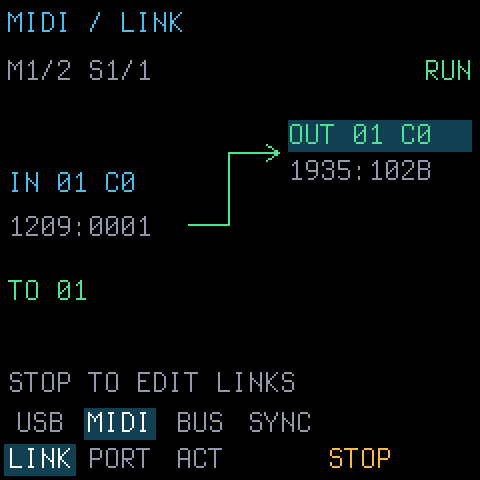 MIDI / LINK
M1/2 S1/1 RUN
OUT 01 C0
1935:102B
IN 01 C0
1209:0001
TO 01
STOP TO EDIT LINKS
USB MIDI BUS SYNC
LINK PORT ACT STOP